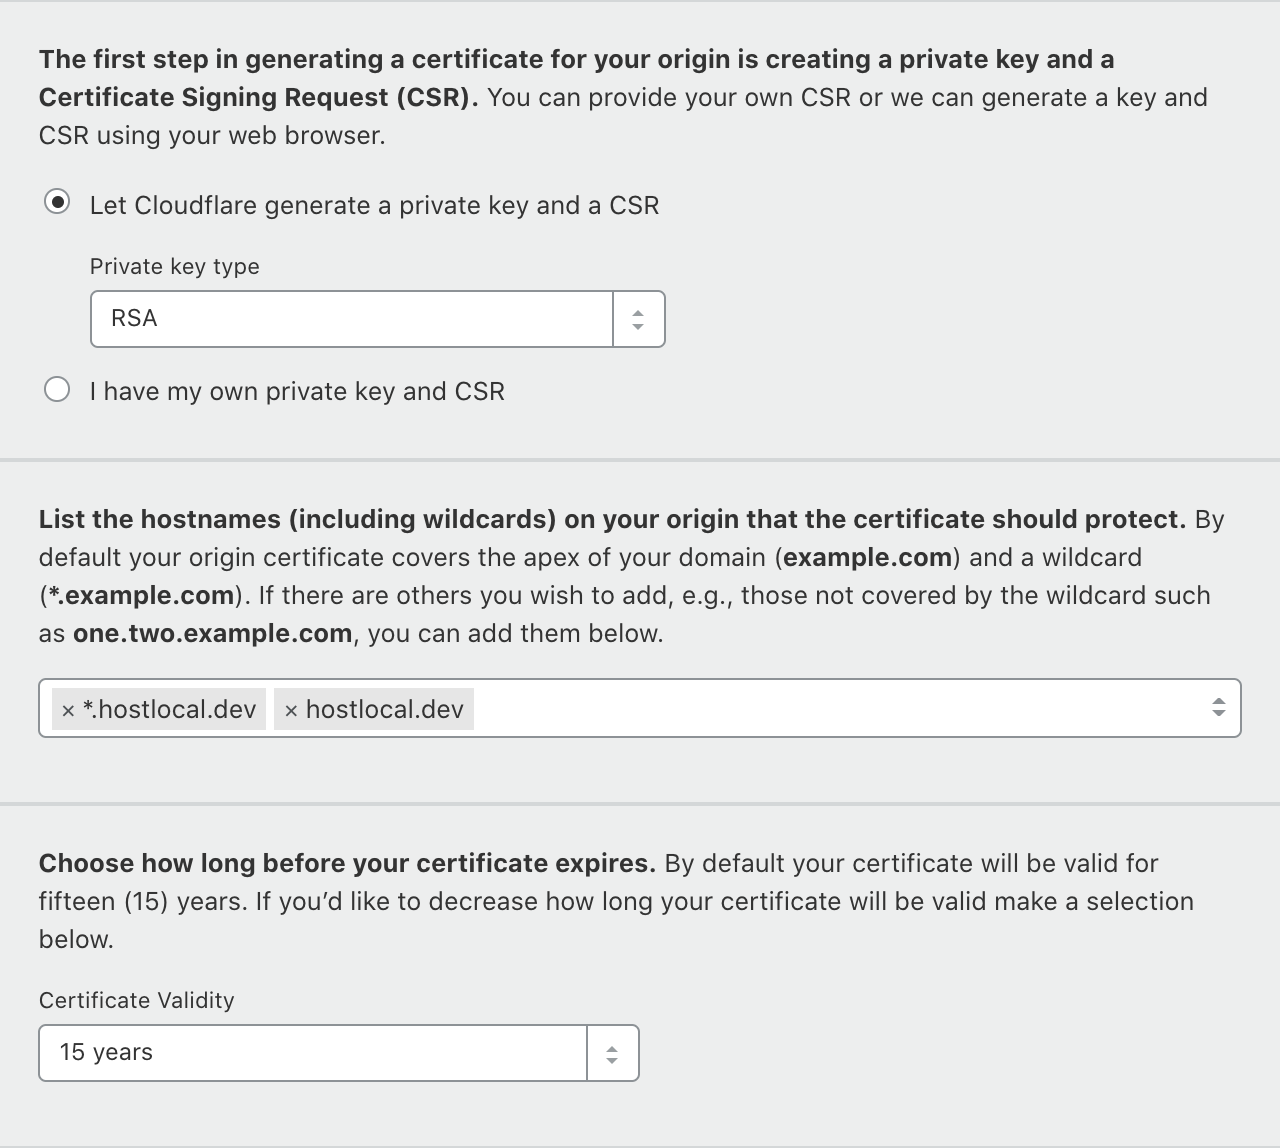 The first step in generating a certificate for your origin is creating a private key and a
Certificate Signing Request (CSR). You can provide your own CSR or we can generate a key and
CSR using your web browser.
Let Cloudflare generate a private key and a CSR
Private key type
RSA
I have my own private key and CSR
List the hostnames (including wildcards) on your origin that the certificate should protect. By
default your origin certificate covers the apex of your domain (example.com) and a wildcard
(*.example.com). If there are others you wish to add, e.g., those not covered by the wildcard such
as one.two.example.com, you can add them below.
× *.hostlocal.dev × hostlocal.dev
Choose how long before your certificate expires. By default your certificate will be valid for
fifteen (15) years. If you’d like to decrease how long your certificate will be valid make a selection
below.
Certificate Validity
15 years